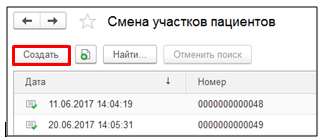 Смена участков пациентов
Создать Найти... Отменить поиск
Дата ↓ Номер
11.06.2017 14:04:19 0000000000048
20.06.2017 14:05:31 0000000000049